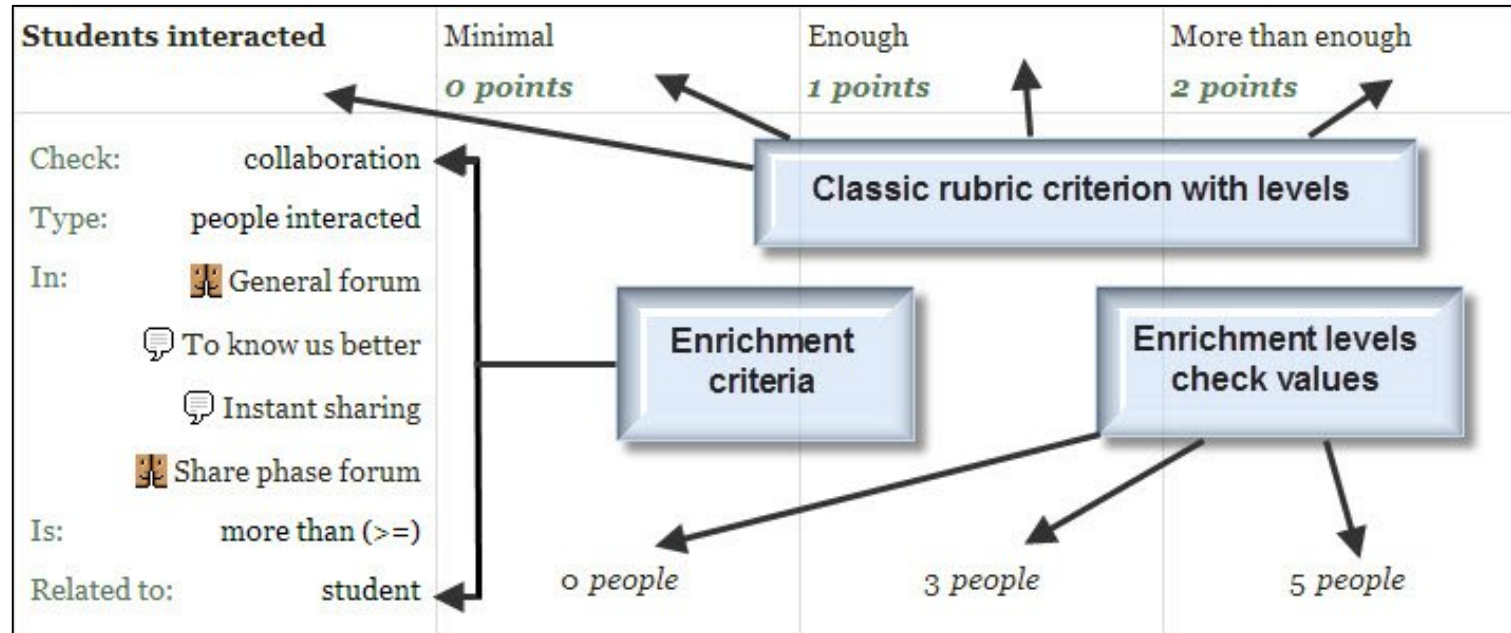 Students interacted
Minimal
Enough
More than enough
0 points
1 points
2 points
Classic rubric criterion with levels
Check: collaboration
Type: people interacted
In: General forum
To know us better
Instant sharing
Share phase forum
Is: more than (>=)
Related to: student
Enrichment
criteria
Enrichment levels
check values
0 people
3 people
5 people